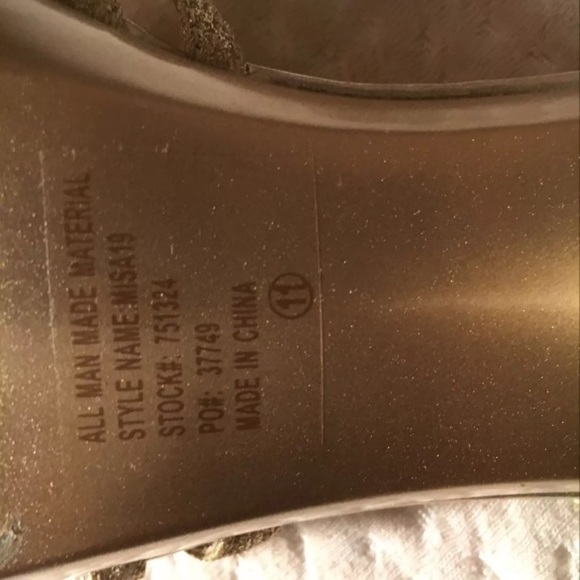 ALL MAN MADE MATERIAL
STYLE NAME:MISA19
STOCK#: 751324
PO#: 37749
MADE IN CHINA
11